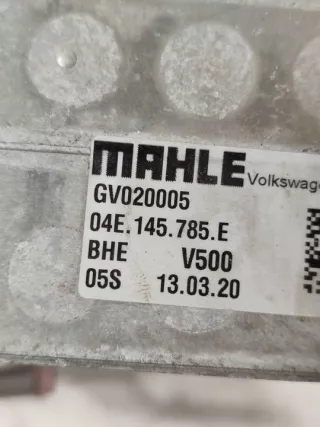 MAHLE
Volkswage
GV020005
04E.145.785.E
BHE V500
05S 13.03.20